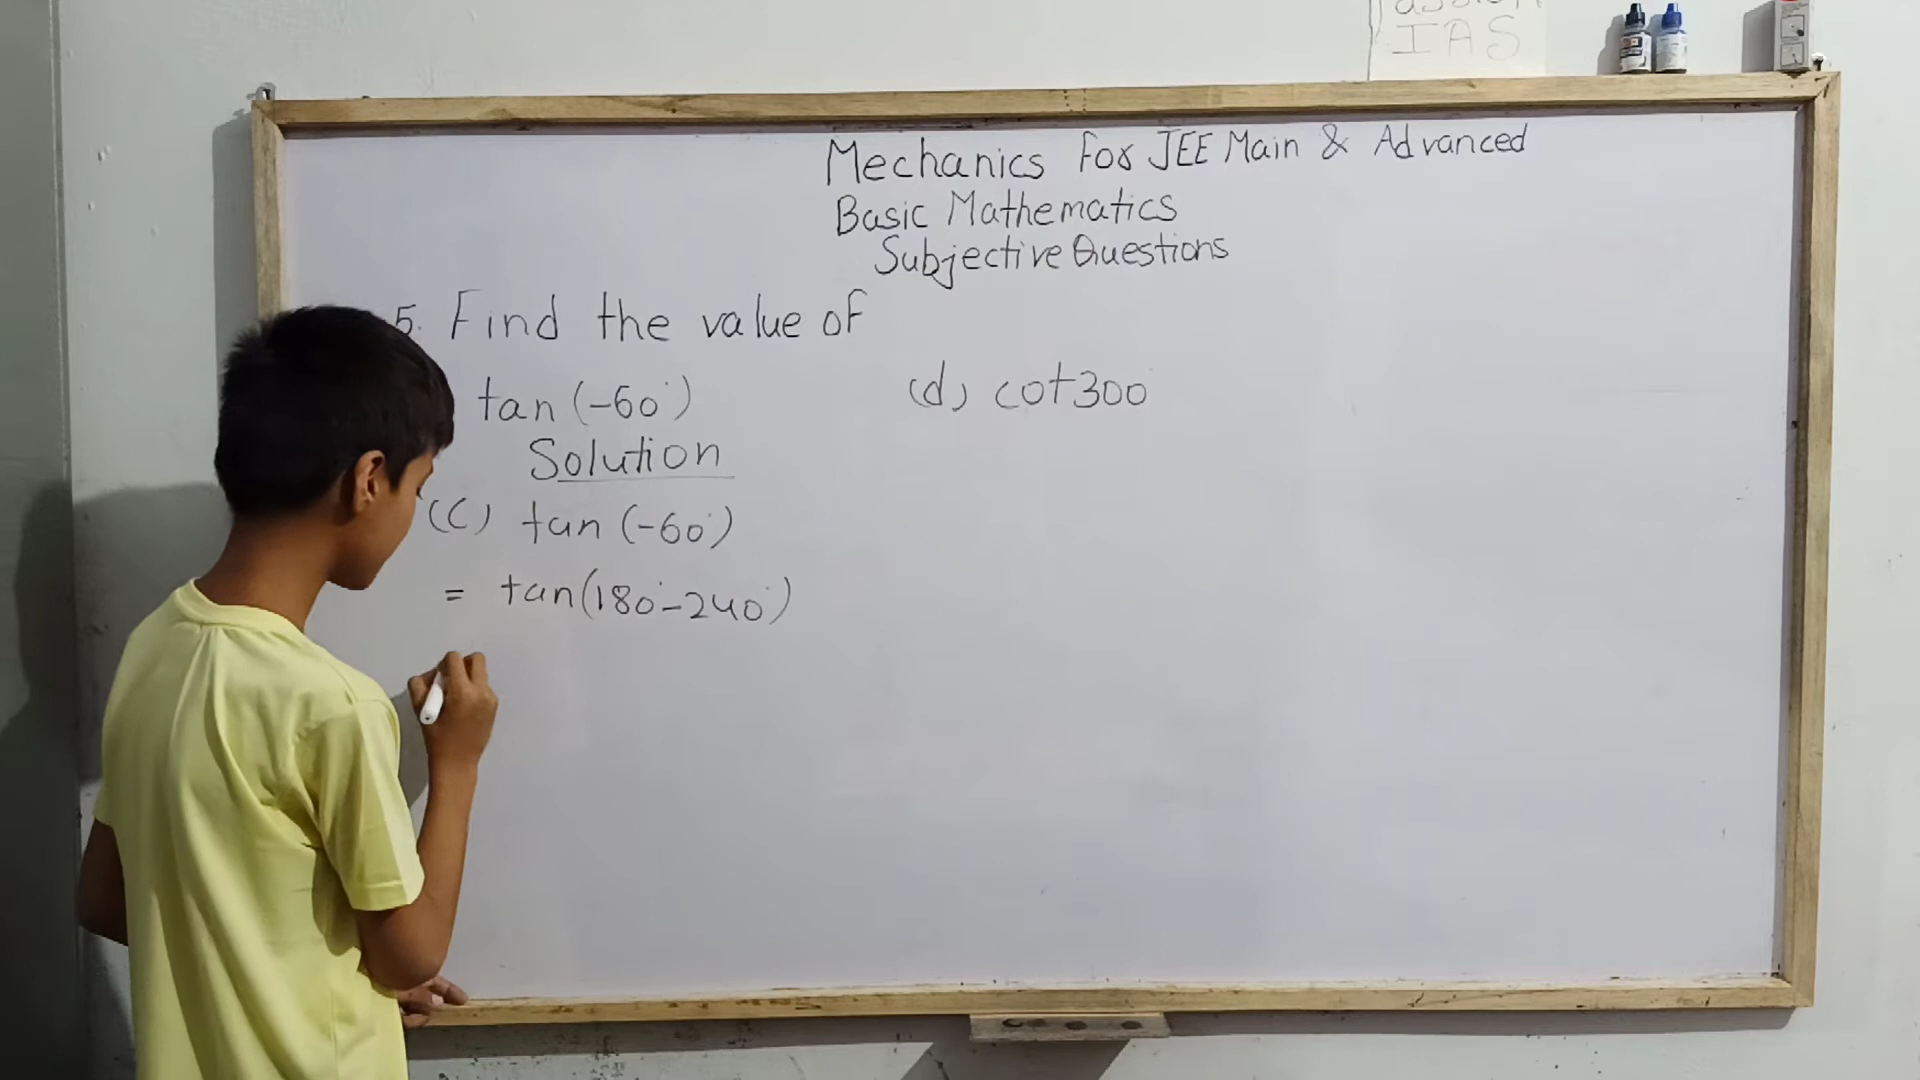 IAS
Mechanics For JEE Main & Advanced
Basic Mathematics
Subjective Questions
5. Find the value of
tan (-60°) (d) cot300°
Solution
(C) tan (-60°)
= tan(180°-240°)